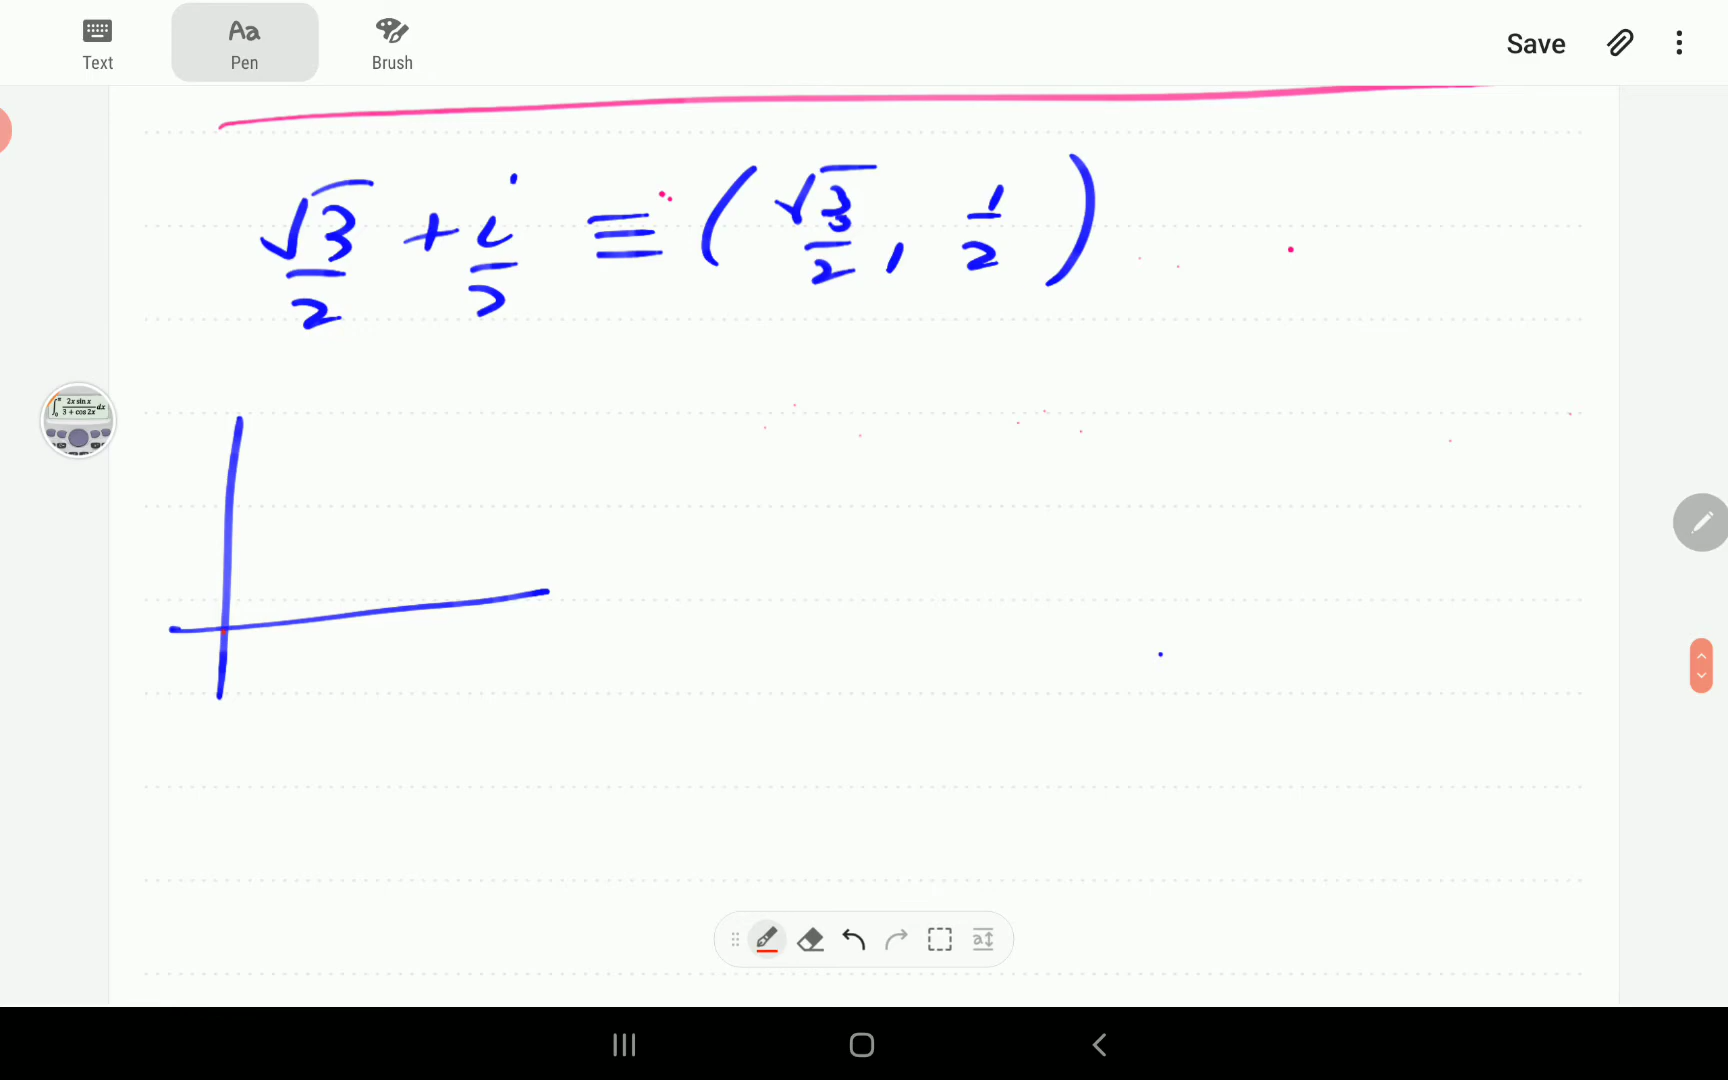 Text
Pen
Brush
Save
√3/2 + i/2 ≡ (√3/2, 1/2)